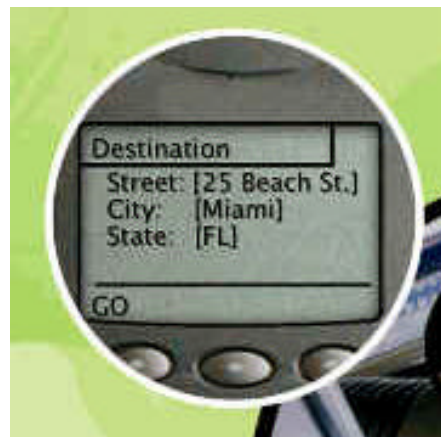 Destination
Street: [25 Beach St.]
City: [Miami]
State: [FL]
GO